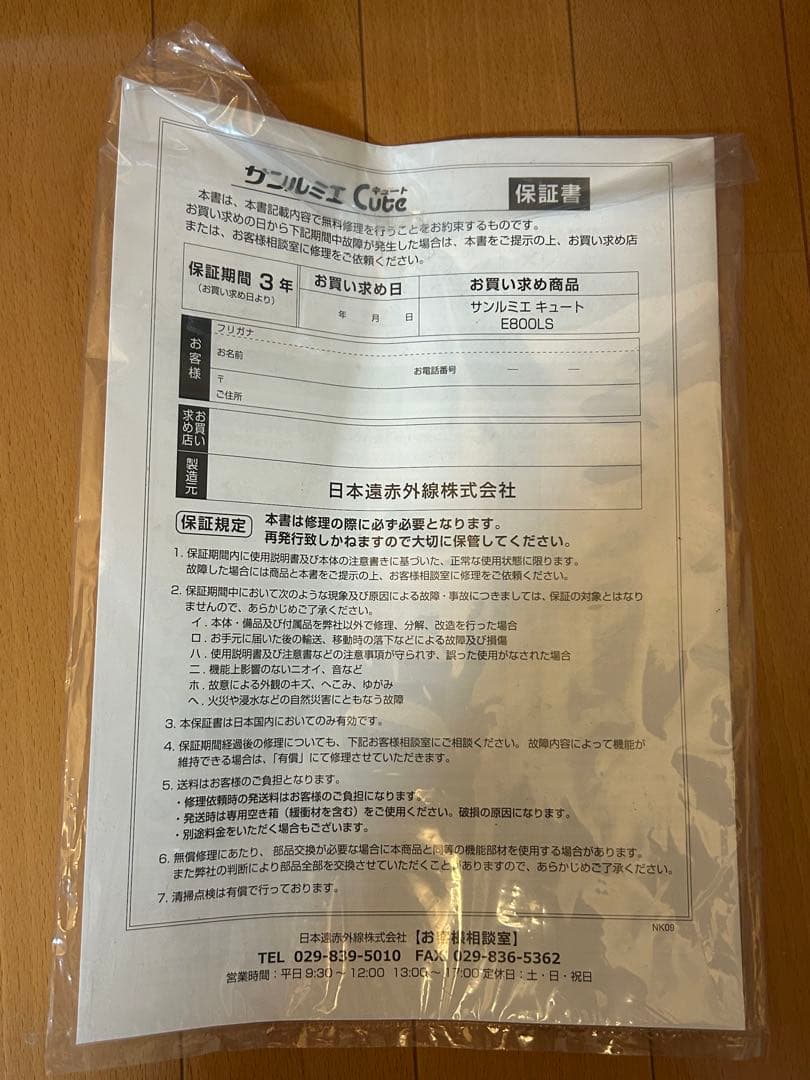 サンルミエ Cute キュート
保証書
本書は、本書記載内容で無料修理を行うことをお約束するものです。
お買い求めの日から下記期間中故障が発生した場合は、本書をご提示の上、お買い求め店
または、お客様相談室に修理をご依頼ください。
保証期間 3 年
(お買い求め日より)
お買い求め日
年 月 日
お買い求め商品
サンルミエ キュート
E800LS
お客様
フリガナ
お名前
お電話番号 ― ―
〒
ご住所
お買い求め店
製造元
日本遠赤外線株式会社
保証規定
本書は修理の際に必ず必要となります。
再発行致しかねますので大切に保管してください。
1. 保証期間内に使用説明書及び本体の注意書きに基づいた、正常な使用状態に限ります。
故障した場合には商品と本書をご提示の上、お客様相談室に修理をご依頼ください。
2. 保証期間中において次のような現象及び原因による故障・事故につきましては、保証の対象とはなり
ませんので、あらかじめご了承ください。
イ．本体・備品及び付属品を弊社以外で修理、分解、改造を行った場合
ロ．お手元に届いた後の輸送、移動時の落下などによる故障及び損傷
ハ．使用説明書及び注意書などの注意事項が守られず、誤った使用がなされた場合
ニ．機能上影響のないニオイ、音など
ホ．故意による外観のキズ、へこみ、ゆがみ
ヘ．火災や浸水などの自然災害にともなう故障
3. 本保証書は日本国内においてのみ有効です。
4. 保証期間経過後の修理についても、下記お客様相談室にご相談ください。故障内容によって機能が
維持できる場合は、「有償」にて修理させていただきます。
5. 送料はお客様のご負担となります。
・修理依頼時の発送料はお客様のご負担になります。
・発送時は専用空き箱（緩衝材を含む）をご使用ください。破損の原因になります。
・別途料金をいただく場合もございます。
6. 無償修理にあたり、部品交換が必要な場合に本商品と同等の機能部材を使用する場合があります。
また弊社の判断により部品全部を交換させていただくことがありますので、あらかじめご了承ください。
7. 清掃点検は有償で行っております。
NK09
日本遠赤外線株式会社【お客様相談室】
TEL 029-839-5010 FAX 029-836-5362
営業時間：平日9:30～12:00 13:00～17:00 定休日：土・日・祝日